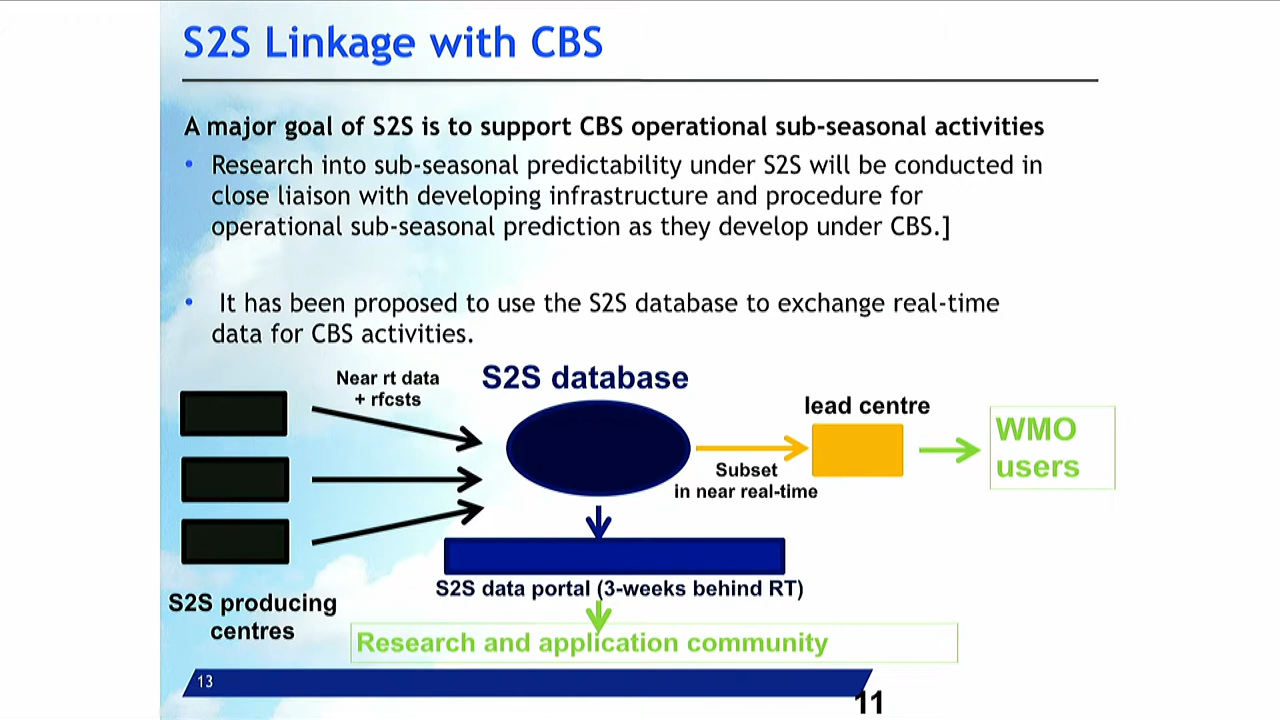 S2S Linkage with CBS
A major goal of S2S is to support CBS operational sub-seasonal activities
• Research into sub-seasonal predictability under S2S will be conducted in
close liaison with developing infrastructure and procedure for
operational sub-seasonal prediction as they develop under CBS.]
• It has been proposed to use the S2S database to exchange real-time
data for CBS activities.
Near rt data
+ rfcsts
S2S database
lead centre
WMO
users
Subset
in near real-time
S2S data portal (3-weeks behind RT)
S2S producing
centres
Research and application community
13
11